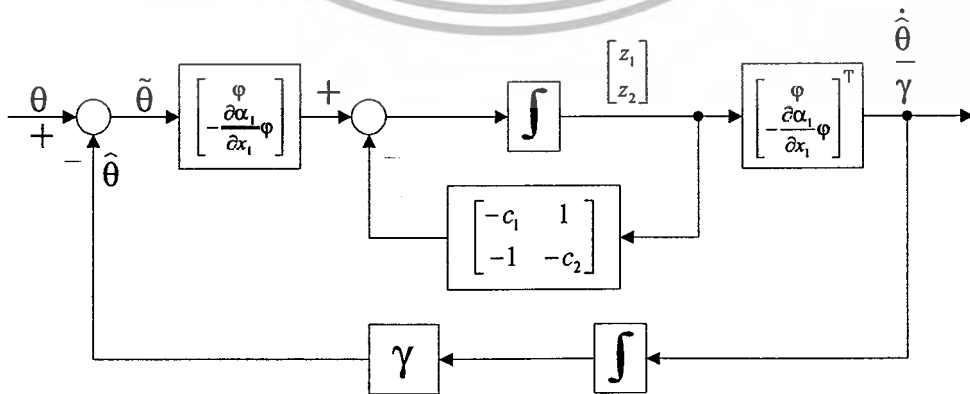 θ
+
−
θ̂
θ̃
[ φ
-∂α₁/∂x₁ φ ]
+
−
∫
[ z₁
z₂ ]
[ φ
-∂α₁/∂x₁ φ ]ᵀ
θ̂̇/γ
[ -c₁ 1
-1 -c₂ ]
γ
∫